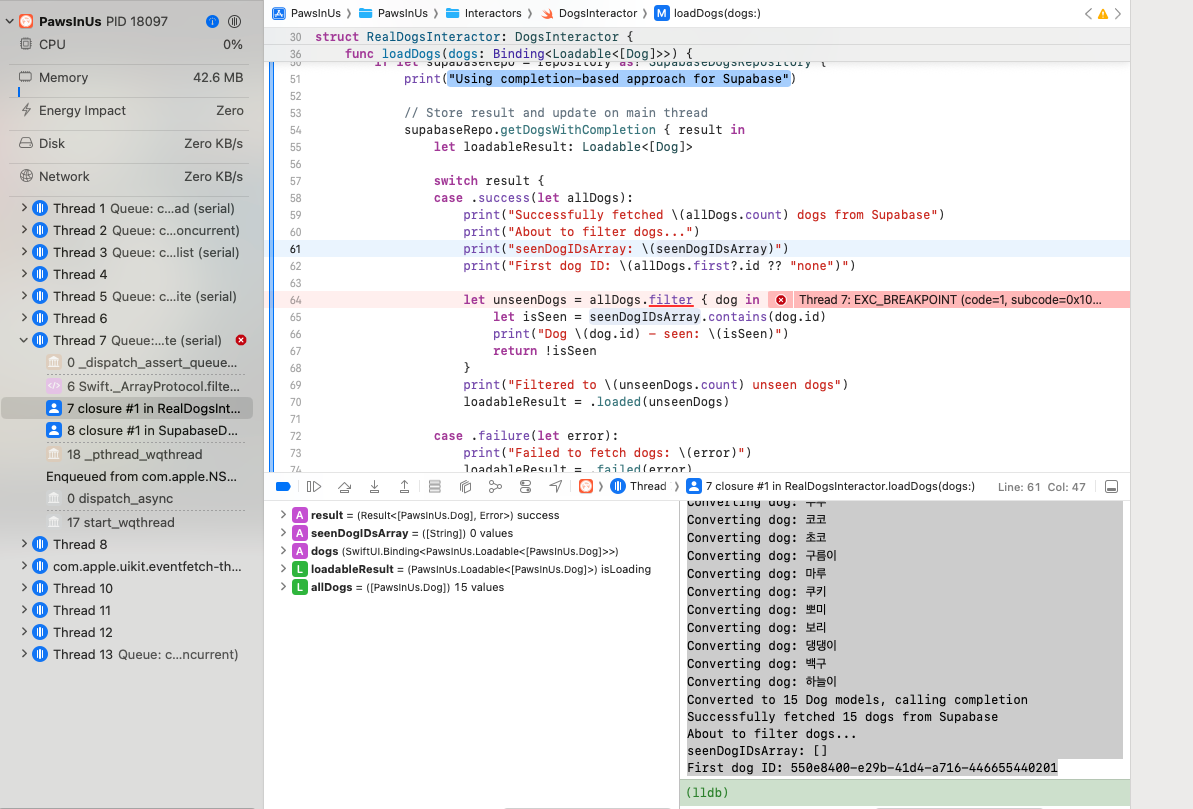 PawsInUs PID 18097
CPU 0%
Memory 42.6 MB
Energy Impact Zero
Disk Zero KB/s
Network Zero KB/s
Thread 1 Queue: c...ad (serial)
Thread 2 Queue: c...oncurrent)
Thread 3 Queue: c...list (serial)
Thread 4
Thread 5 Queue: c...ite (serial)
Thread 6
Thread 7 Queue:...te (serial)
0 _dispatch_assert_queue...
6 Swift._ArrayProtocol.filte...
7 closure #1 in RealDogsInt...
8 closure #1 in SupabaseD...
18 _pthread_wqthread
Enqueued from com.apple.NS...
0 dispatch_async
17 start_wqthread
Thread 8
com.apple.uikit.eventfetch-th...
Thread 10
Thread 11
Thread 12
Thread 13 Queue: c...ncurrent)
PawsInUs 〉 PawsInUs 〉 Interactors 〉 DogsInteractor 〉 M loadDogs(dogs:)
30 struct RealDogsInteractor: DogsInteractor {
36 func loadDogs(dogs: Binding<Loadable<[Dog]>>) {
50 if let supabaseRepo = repository as? SupabaseDogsRepository {
51 print("Using completion-based approach for Supabase")
52
53 // Store result and update on main thread
54 supabaseRepo.getDogsWithCompletion { result in
55 let loadableResult: Loadable<[Dog]>
56
57 switch result {
58 case .success(let allDogs):
59 print("Successfully fetched \(allDogs.count) dogs from Supabase")
60 print("About to filter dogs...")
61 print("seenDogIDsArray: \(seenDogIDsArray)")
62 print("First dog ID: \(allDogs.first?.id ?? "none")")
63
64 let unseenDogs = allDogs.filter { dog in Thread 7: EXC_BREAKPOINT (code=1, subcode=0x10...
65 let isSeen = seenDogIDsArray.contains(dog.id)
66 print("Dog \(dog.id) - seen: \(isSeen)")
67 return !isSeen
68 }
69 print("Filtered to \(unseenDogs.count) unseen dogs")
70 loadableResult = .loaded(unseenDogs)
71
72 case .failure(let error):
73 print("Failed to fetch dogs: \(error)")
74 loadableResult = .failed(error)
Thread 〉 7 closure #1 in RealDogsInteractor.loadDogs(dogs:) Line: 61 Col: 47
A result = (Result<[PawsInUs.Dog], Error>) success
A seenDogIDsArray = ([String]) 0 values
A dogs (SwiftUI.Binding<PawsInUs.Loadable<[PawsInUs.Dog]>>)
L loadableResult = (PawsInUs.Loadable<[PawsInUs.Dog]>) isLoading
L allDogs = ([PawsInUs.Dog]) 15 values
Converting dog:
Converting dog: 코코
Converting dog: 초코
Converting dog: 구름이
Converting dog: 마루
Converting dog: 쿠키
Converting dog: 뽀미
Converting dog: 보리
Converting dog: 댕댕이
Converting dog: 백구
Converting dog: 하늘이
Converted to 15 Dog models, calling completion
Successfully fetched 15 dogs from Supabase
About to filter dogs...
seenDogIDsArray: []
First dog ID: 550e8400-e29b-41d4-a716-446655440201
(lldb)